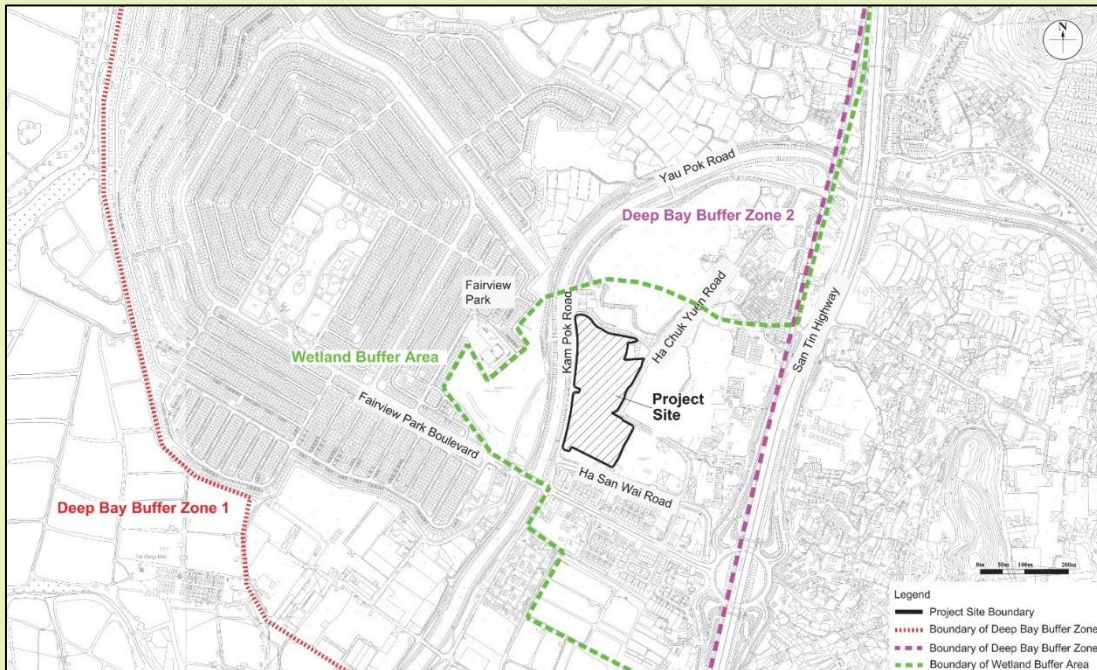 N
Yau Pok Road
Deep Bay Buffer Zone 2
Fairview
Park
Kam Pok Road
Ha Chuk Yuen Road
San Tin Highway
Wetland Buffer Area
Project
Site
Fairview Park Boulevard
Ha San Wai Road
Deep Bay Buffer Zone 1
0m 50m 100m 200m
Legend
Project Site Boundary
Boundary of Deep Bay Buffer Zone
Boundary of Deep Bay Buffer Zone
Boundary of Wetland Buffer Area